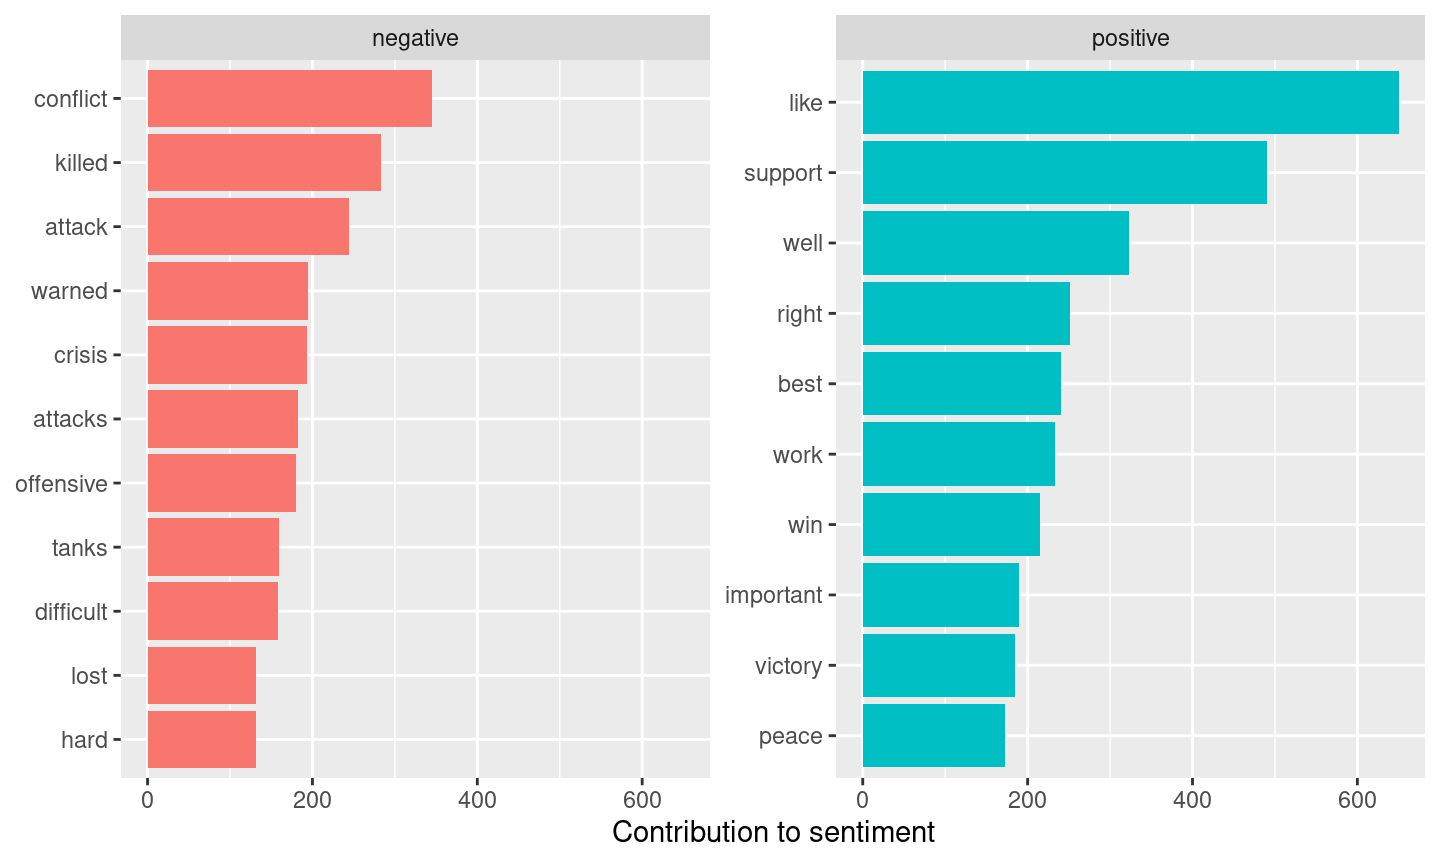 negative
conflict
killed
attack
warned
crisis
attacks
offensive
tanks
difficult
lost
hard
0 200 400 600
positive
like
support
well
right
best
work
win
important
victory
peace
0 200 400 600
Contribution to sentiment